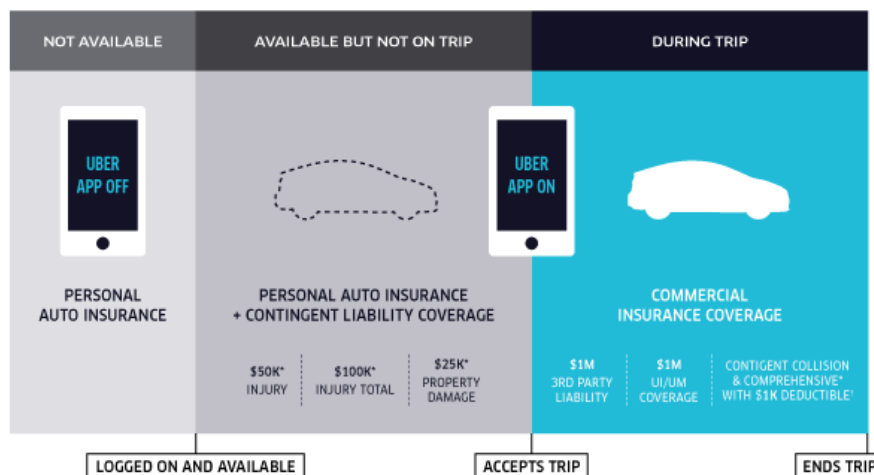 NOT AVAILABLE
AVAILABLE BUT NOT ON TRIP
DURING TRIP
UBER
APP OFF
UBER
APP ON
PERSONAL
AUTO INSURANCE
PERSONAL AUTO INSURANCE
+ CONTINGENT LIABILITY COVERAGE
COMMERCIAL
INSURANCE COVERAGE
$50K*
INJURY
$100K*
INJURY TOTAL
$25K*
PROPERTY
DAMAGE
$1M
3RD PARTY
LIABILITY
$1M
UI/UM
COVERAGE
CONTIGENT COLLISION
& COMPREHENSIVE*
WITH $1K DEDUCTIBLE†
LOGGED ON AND AVAILABLE
ACCEPTS TRIP
ENDS TRIP